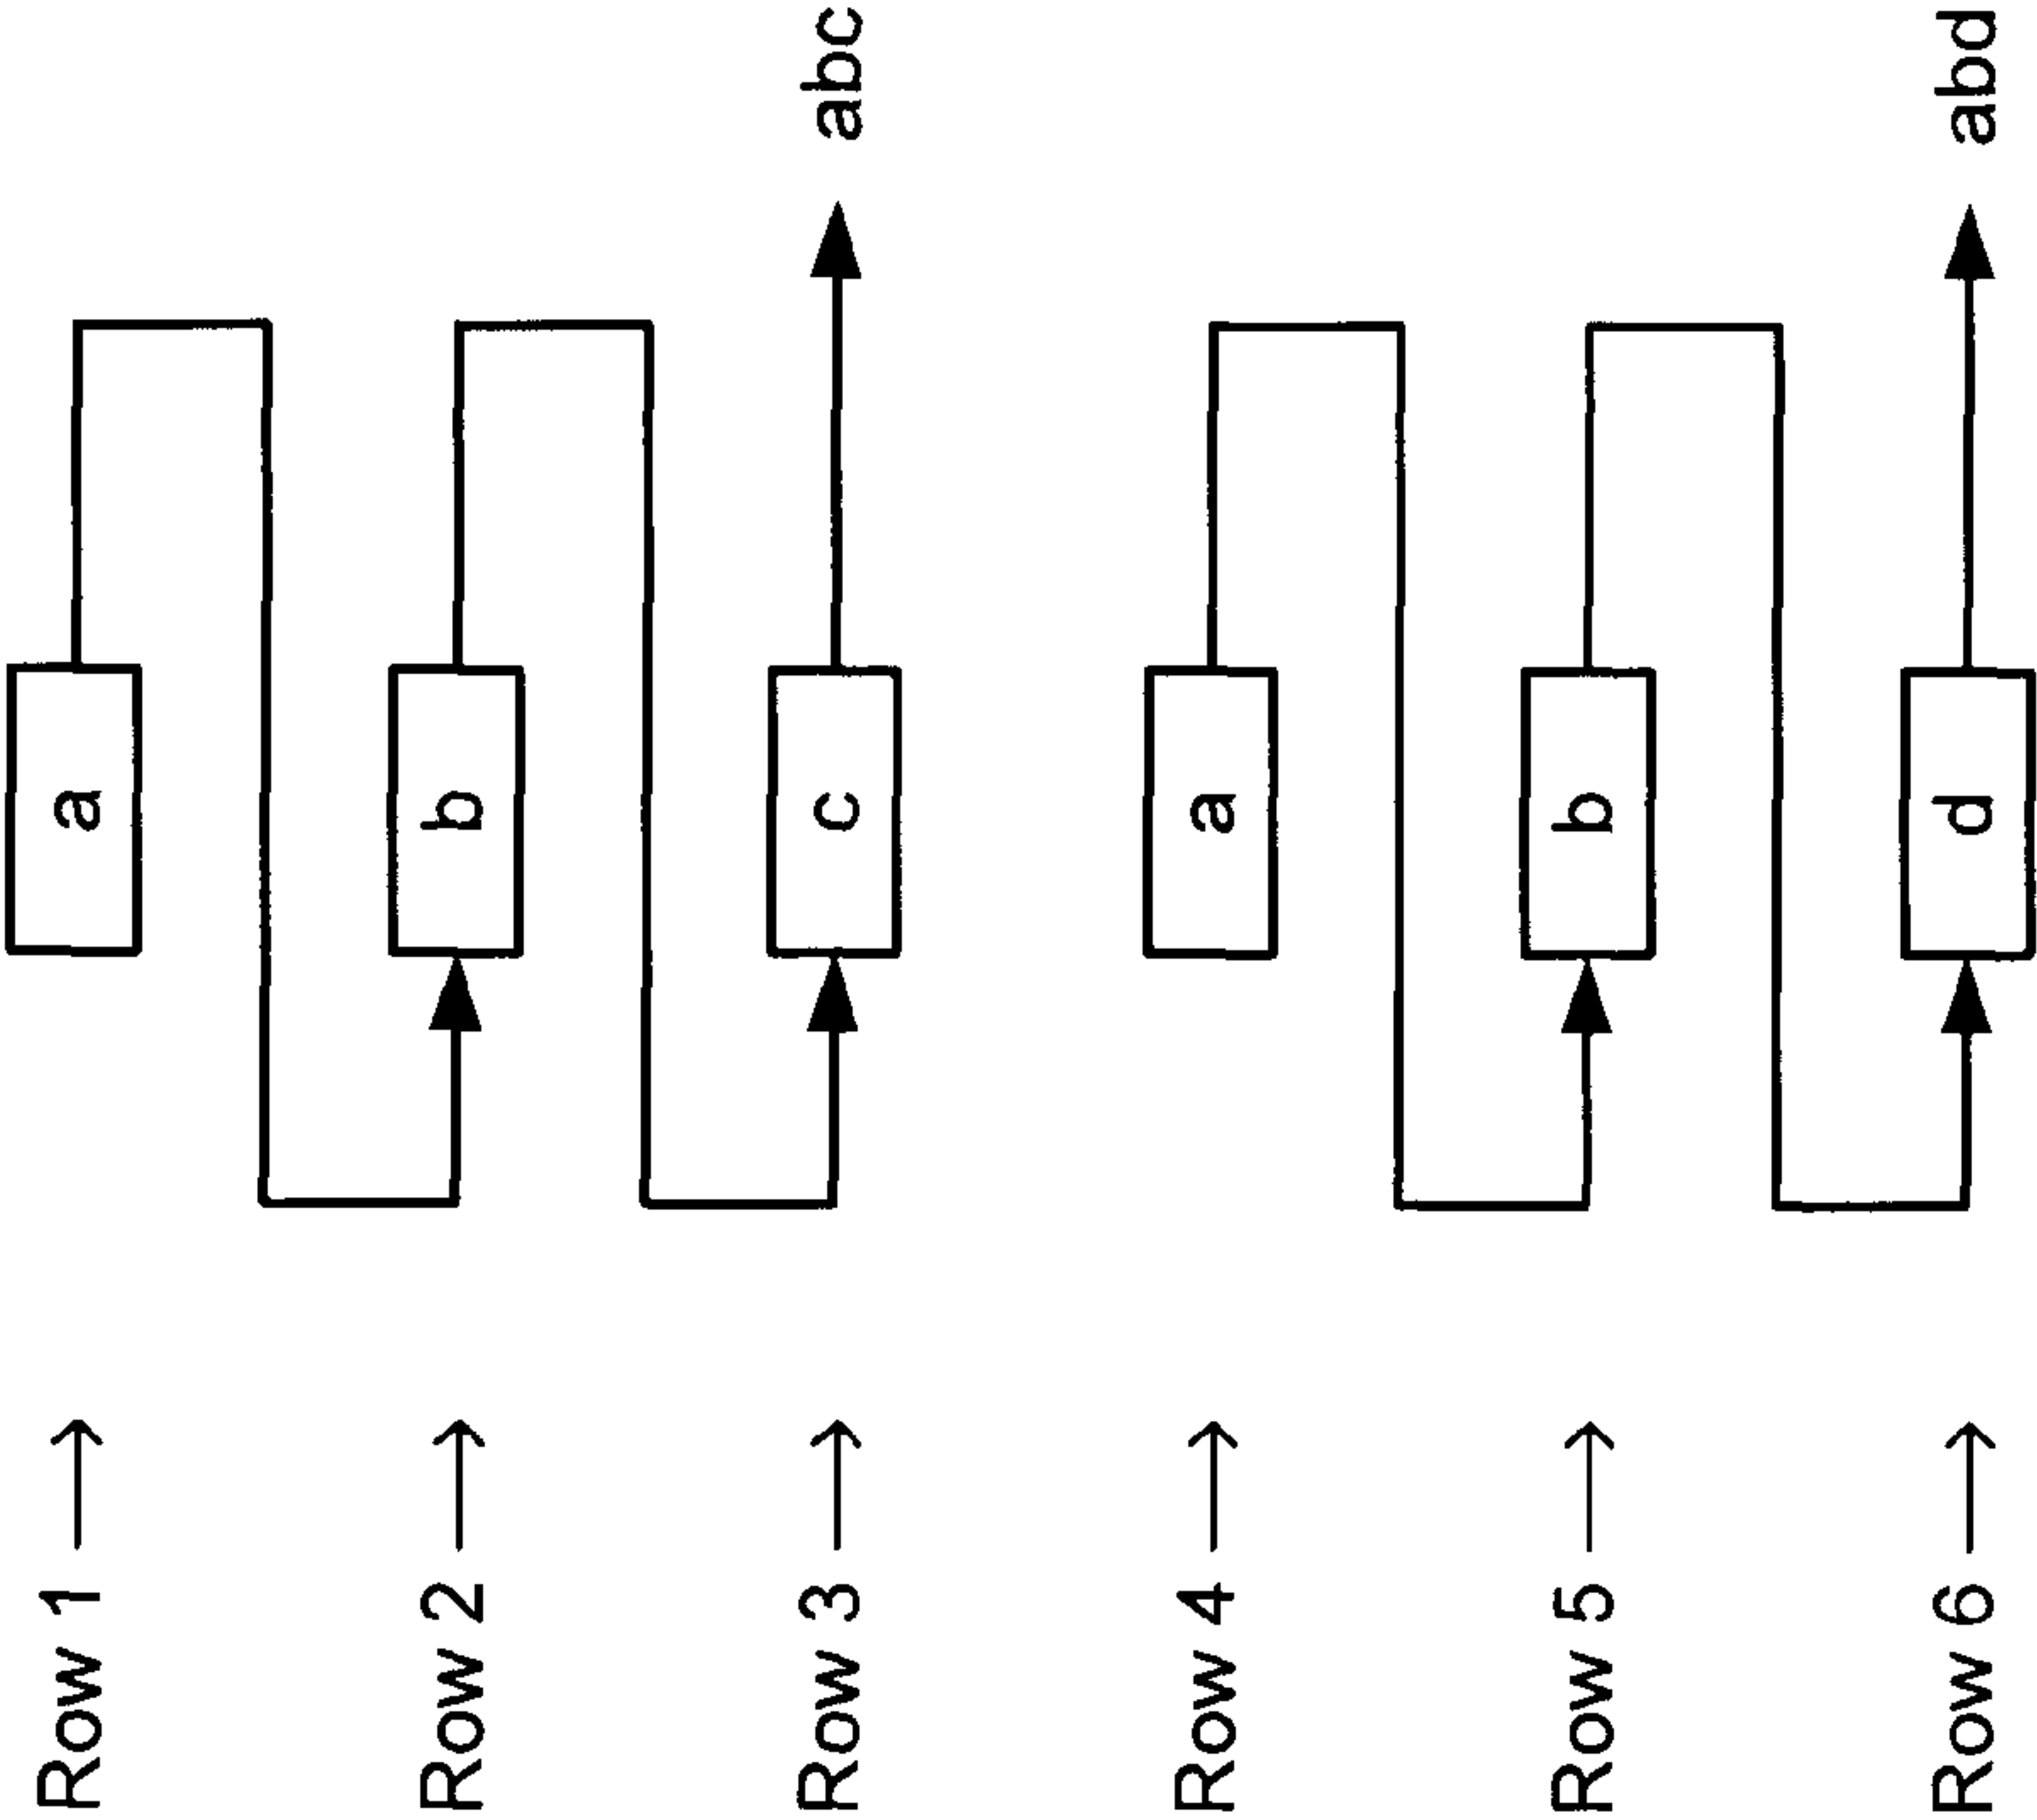 Row 1 → a
Row 2 → b
Row 3 → c abc
Row 4 → a
Row 5 → b
Row 6 → d abd